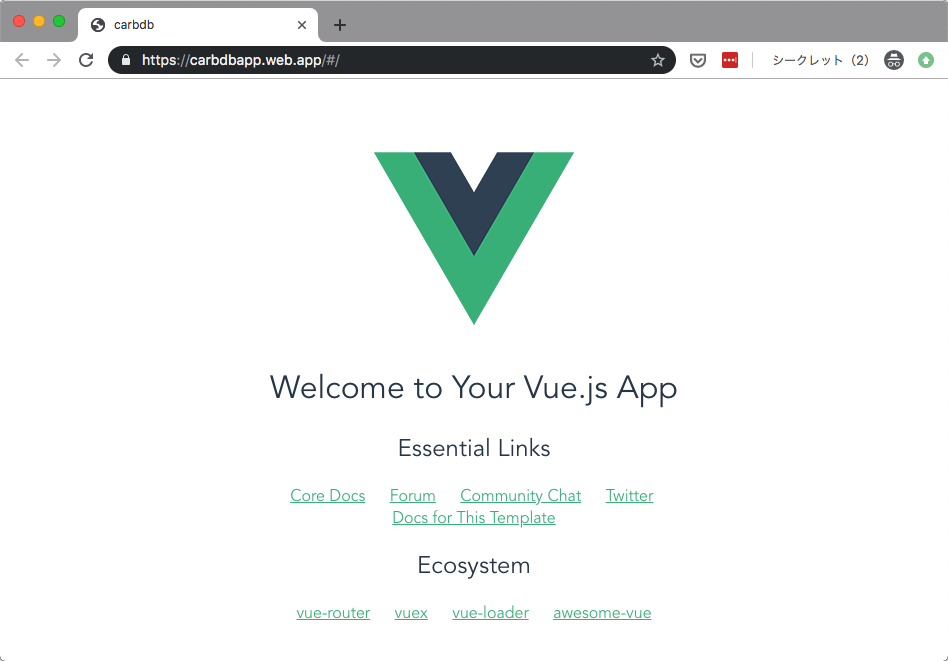 carbdb
https://carbdbapp.web.app/#/
シークレット（2）
Welcome to Your Vue.js App
Essential Links
Core Docs Forum Community Chat Twitter
Docs for This Template
Ecosystem
vue-router vuex vue-loader awesome-vue